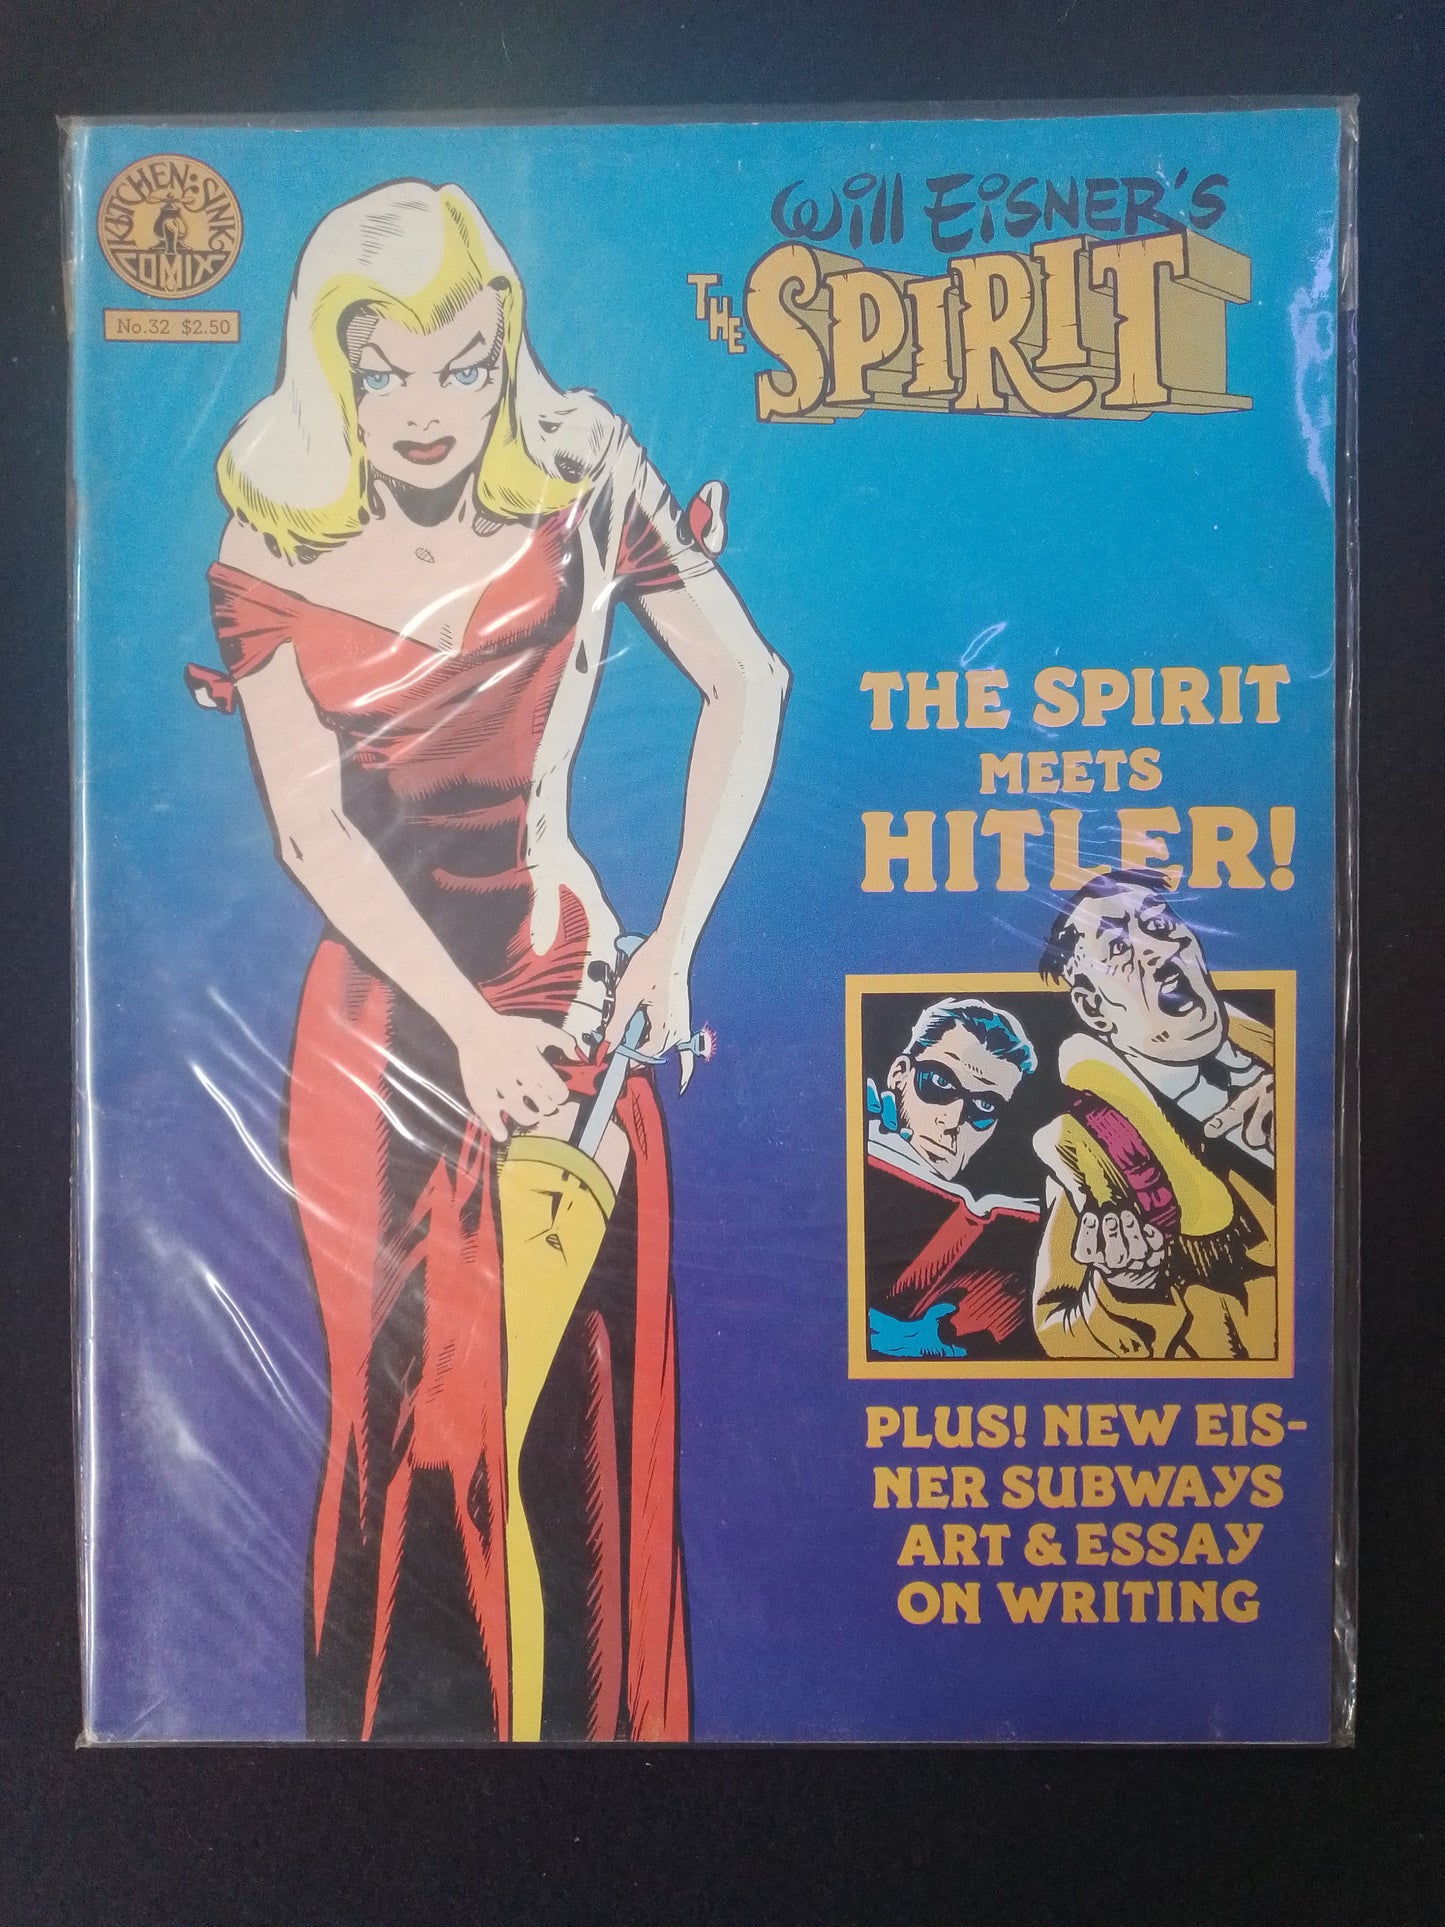 KITCHEN SINK
COMIX
No.32 $2.50
Will Eisner's
THE SPIRIT
THE SPIRIT
MEETS
HITLER!
PLUS! NEW EIS-
NER SUBWAYS
ART & ESSAY
ON WRITING